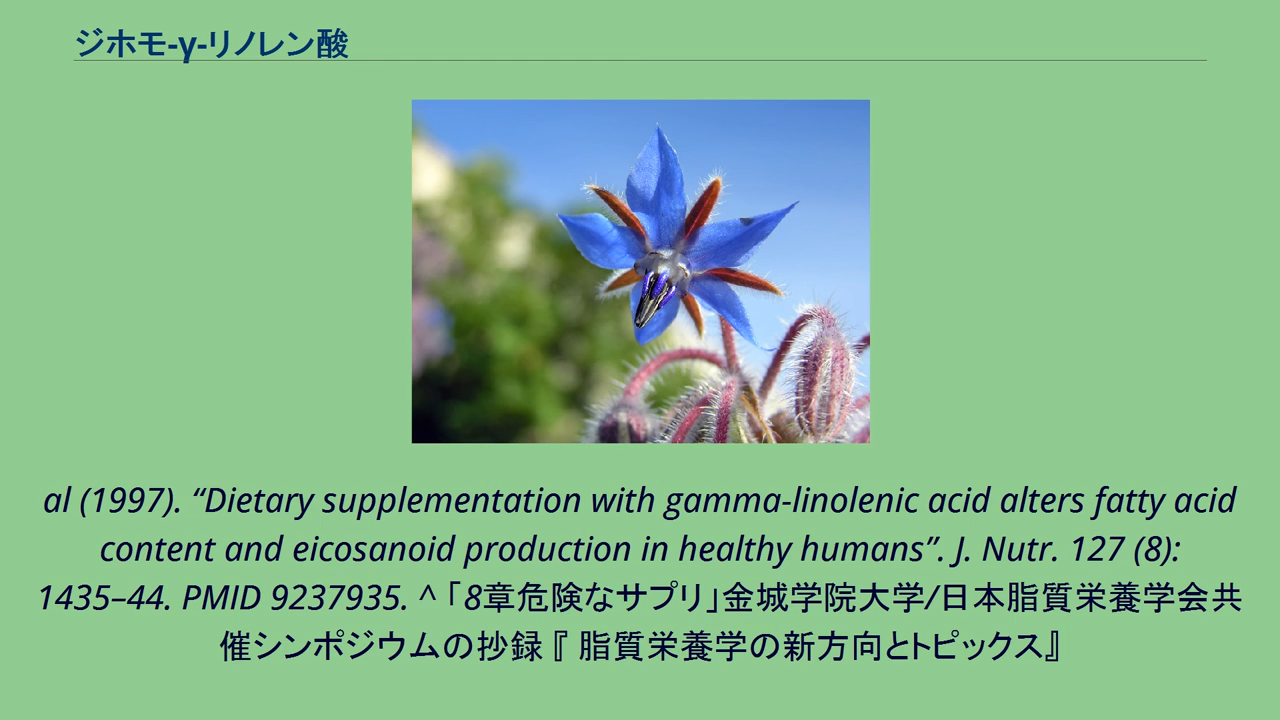 ジホモ-γ-リノレン酸
al (1997). “Dietary supplementation with gamma-linolenic acid alters fatty acid
content and eicosanoid production in healthy humans”. J. Nutr. 127 (8):
1435–44. PMID 9237935. ^ 「8章危険なサプリ」金城学院大学/日本脂質栄養学会共
催シンポジウムの抄録『 脂質栄養学の新方向とトピックス』